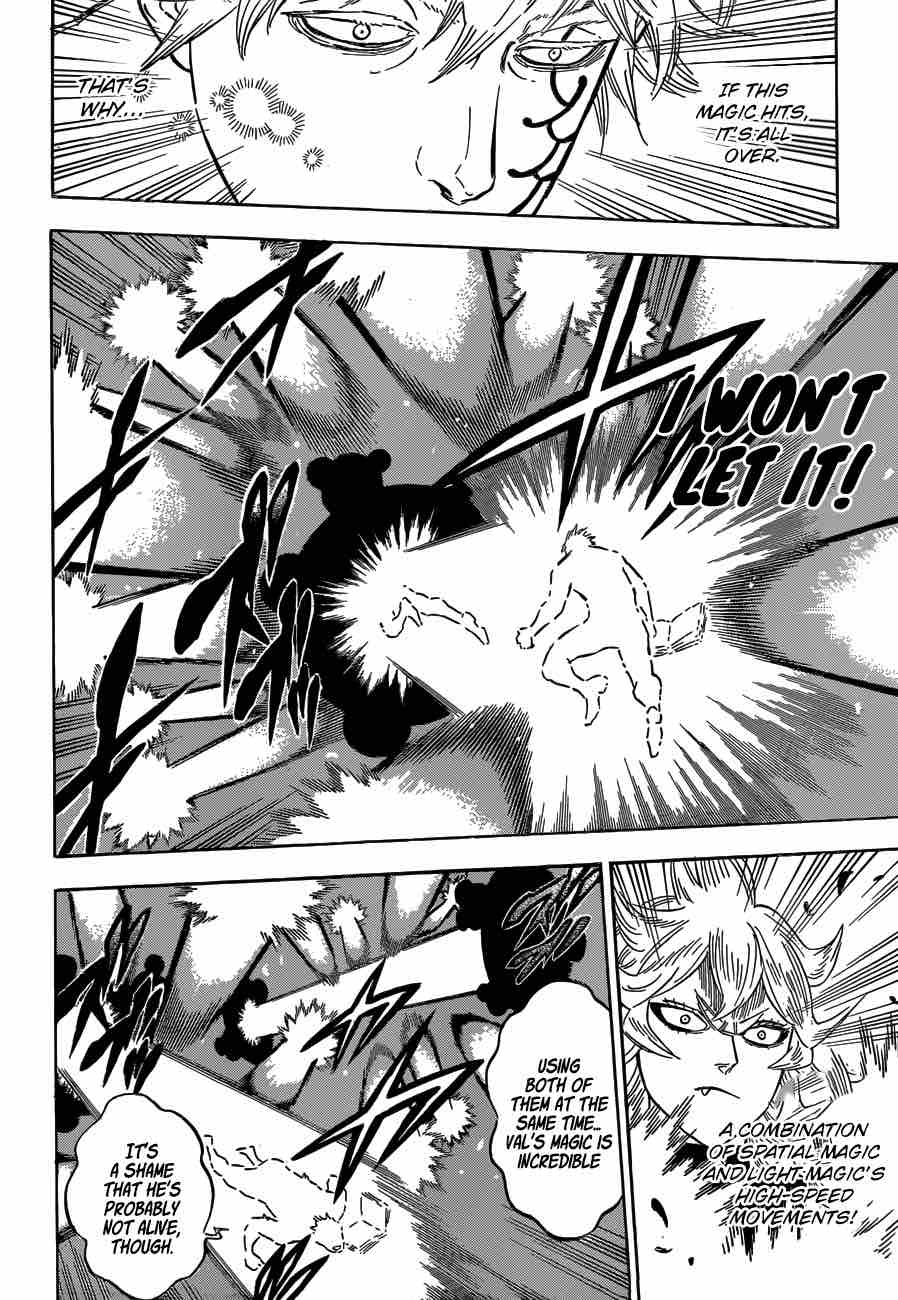 IF THIS
MAGIC HITS,
IT'S ALL
OVER.
THAT'S
WHY...
I WON'T
LET IT!
A COMBINATION
OF SPATIAL MAGIC
AND LIGHT MAGIC'S
HIGH-SPEED
MOVEMENTS!
USING
BOTH OF
THEM AT THE
SAME TIME...
VAL'S MAGIC IS
INCREDIBLE
IT'S
A SHAME
THAT HE'S
PROBABLY
NOT ALIVE,
THOUGH.